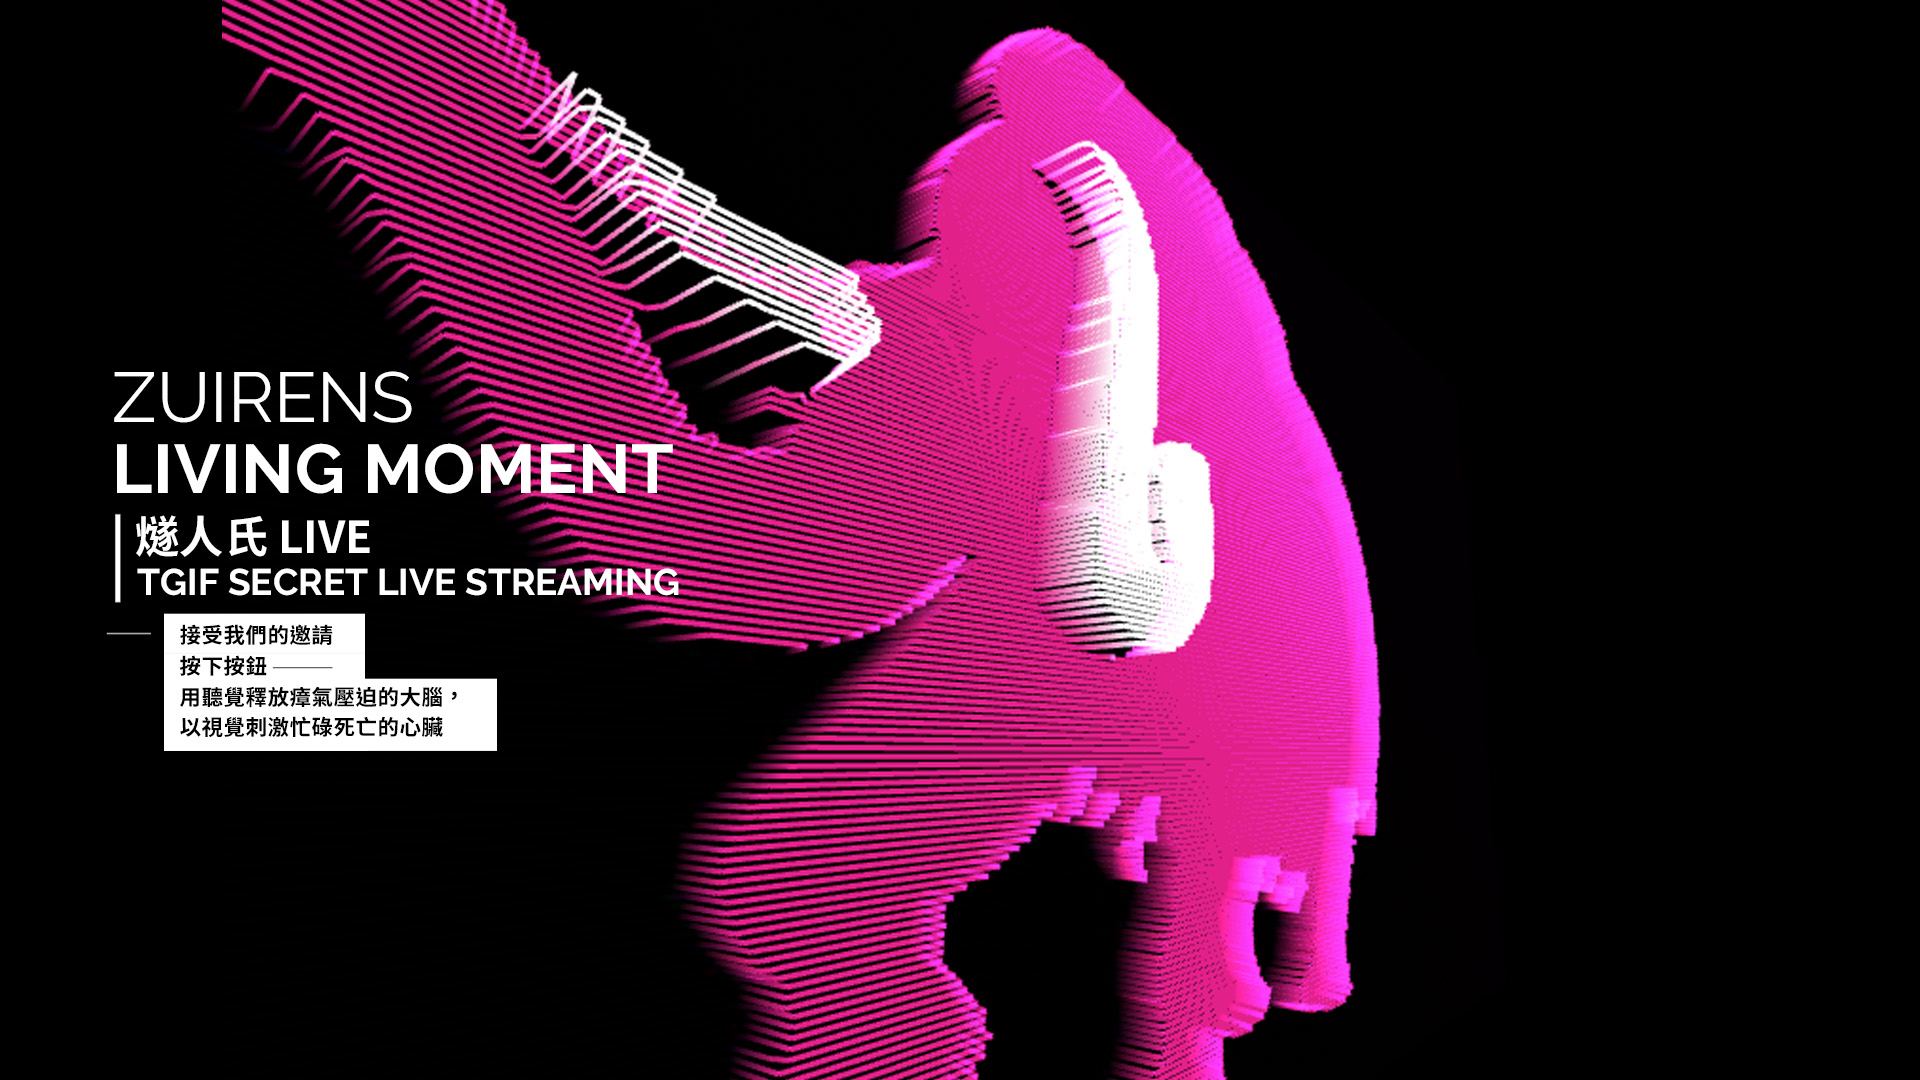 ZUIRENS
LIVING MOMENT
燧人氏 LIVE
TGIF SECRET LIVE STREAMING
接受我們的邀請
按下按鈕 ——
用聽覺釋放瘴氣壓迫的大腦，
以視覺刺激忙碌死亡的心臟